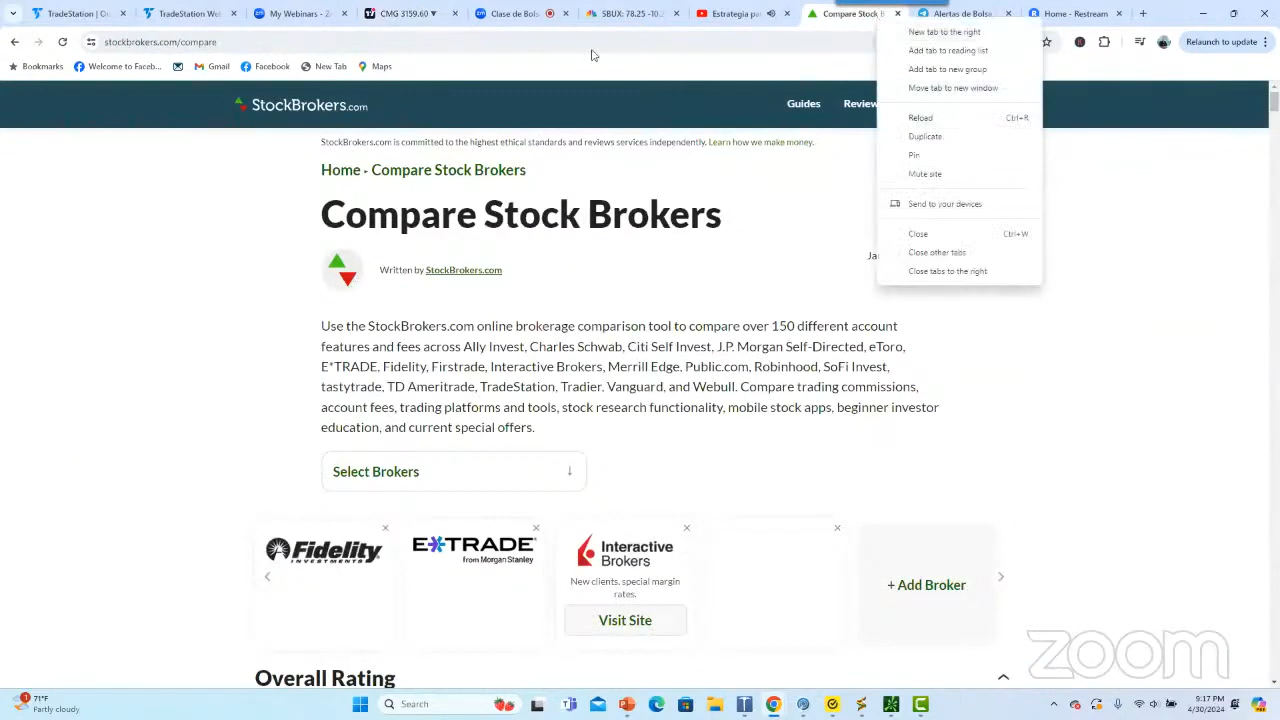 TradeStation | Con
My Webinars
CMG 3159.60 ▼
Clase de Bols
SBUX: 78.25
Estrategia pa
Compare Stock B
Alertas de Bolsa
Home - Restream
stockbrokers.com/compare
Relaunch to update
Bookmarks
Welcome to Faceb...
Gmail
Facebook
New Tab
Maps
New tab to the right
Add tab to reading list
Add tab to new group
Move tab to new window
Reload Ctrl+R
Duplicate
Pin
Mute site
Send to your devices
Close Ctrl+W
Close other tabs
Close tabs to the right
StockBrokers.com
Guides
StockBrokers.com is committed to the highest ethical standards and reviews services independently. Learn how we make money.
Home ▸ Compare Stock Brokers
Compare Stock Brokers
Written by StockBrokers.com
Use the StockBrokers.com online brokerage comparison tool to compare over 150 different account
features and fees across Ally Invest, Charles Schwab, Citi Self Invest, J.P. Morgan Self-Directed, eToro,
E*TRADE, Fidelity, Firstrade, Interactive Brokers, Merrill Edge, Public.com, Robinhood, SoFi Invest,
tastytrade, TD Ameritrade, TradeStation, Tradier, Vanguard, and Webull. Compare trading commissions,
account fees, trading platforms and tools, stock research functionality, mobile stock apps, beginner investor
education, and current special offers.
Select Brokers
Fidelity
INVESTMENTS
E*TRADE
from Morgan Stanley
Interactive
Brokers
New clients, special margin
rates.
Visit Site
+ Add Broker
Overall Rating
zoom
1
71°F
Partly cloudy
Search
9:17 PM
4/30/2024